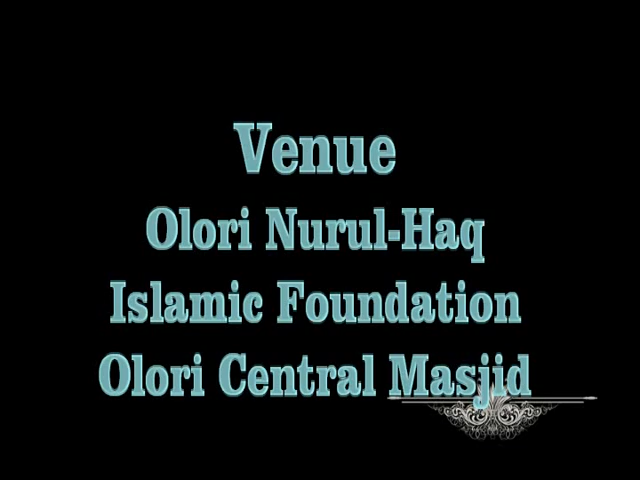 Venue
Olori Nurul-Haq
Islamic Foundation
Olori Central Masjid